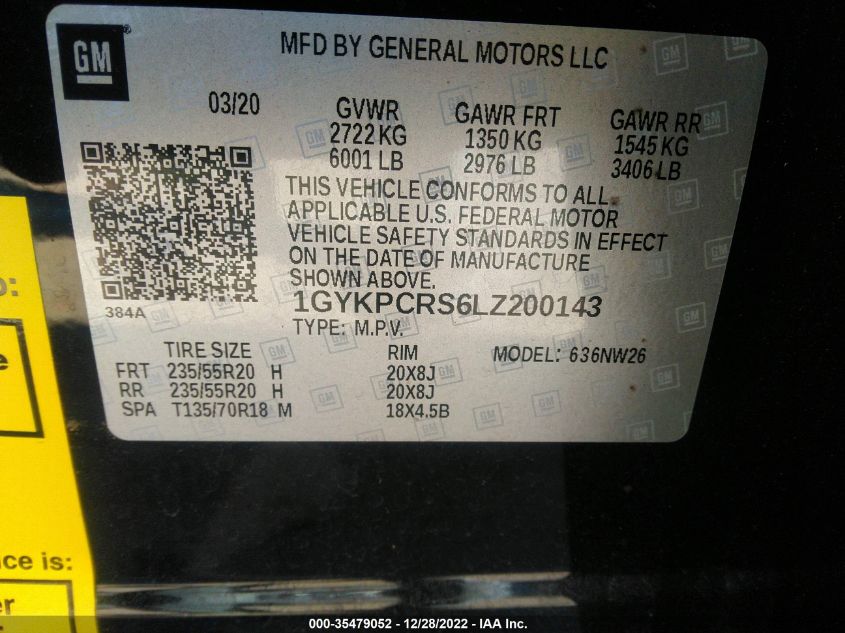 GM
MFD BY GENERAL MOTORS LLC
03/20
GVWR
2722 KG
6001 LB
GAWR FRT
1350 KG
2976 LB
GAWR RR
1545 KG
3406 LB
THIS VEHICLE CONFORMS TO ALL
APPLICABLE U.S. FEDERAL MOTOR
VEHICLE SAFETY STANDARDS IN EFFECT
ON THE DATE OF MANUFACTURE
SHOWN ABOVE.
384A
1GYKPCRS6LZ200143
TYPE: M.P.V.
TIRE SIZE RIM MODEL: 636NW26
FRT 235/55R20 H 20X8J
RR 235/55R20 H 20X8J
SPA T135/70R18 M 18X4.5B
is:
000-35479052 - 12/28/2022 - IAA Inc.